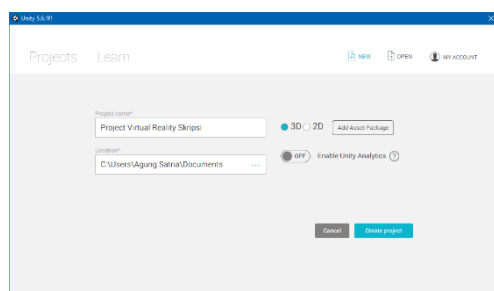 Unity 5.6.1f1
Projects Learn NEW OPEN MY ACCOUNT
Project name*
Project Virtual Reality Skripsi
3D 2D Add Asset Package
Location*
C:\Users\Agung Satria\Documents ...
OFF Enable Unity Analytics ?
Cancel Create project